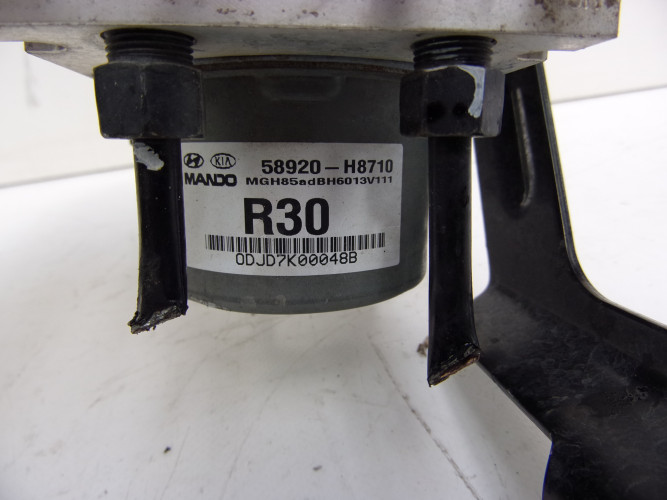 KIA 58920-H8710
MANDO MGH85adBH6013V111
R30
0DJD7K00048B